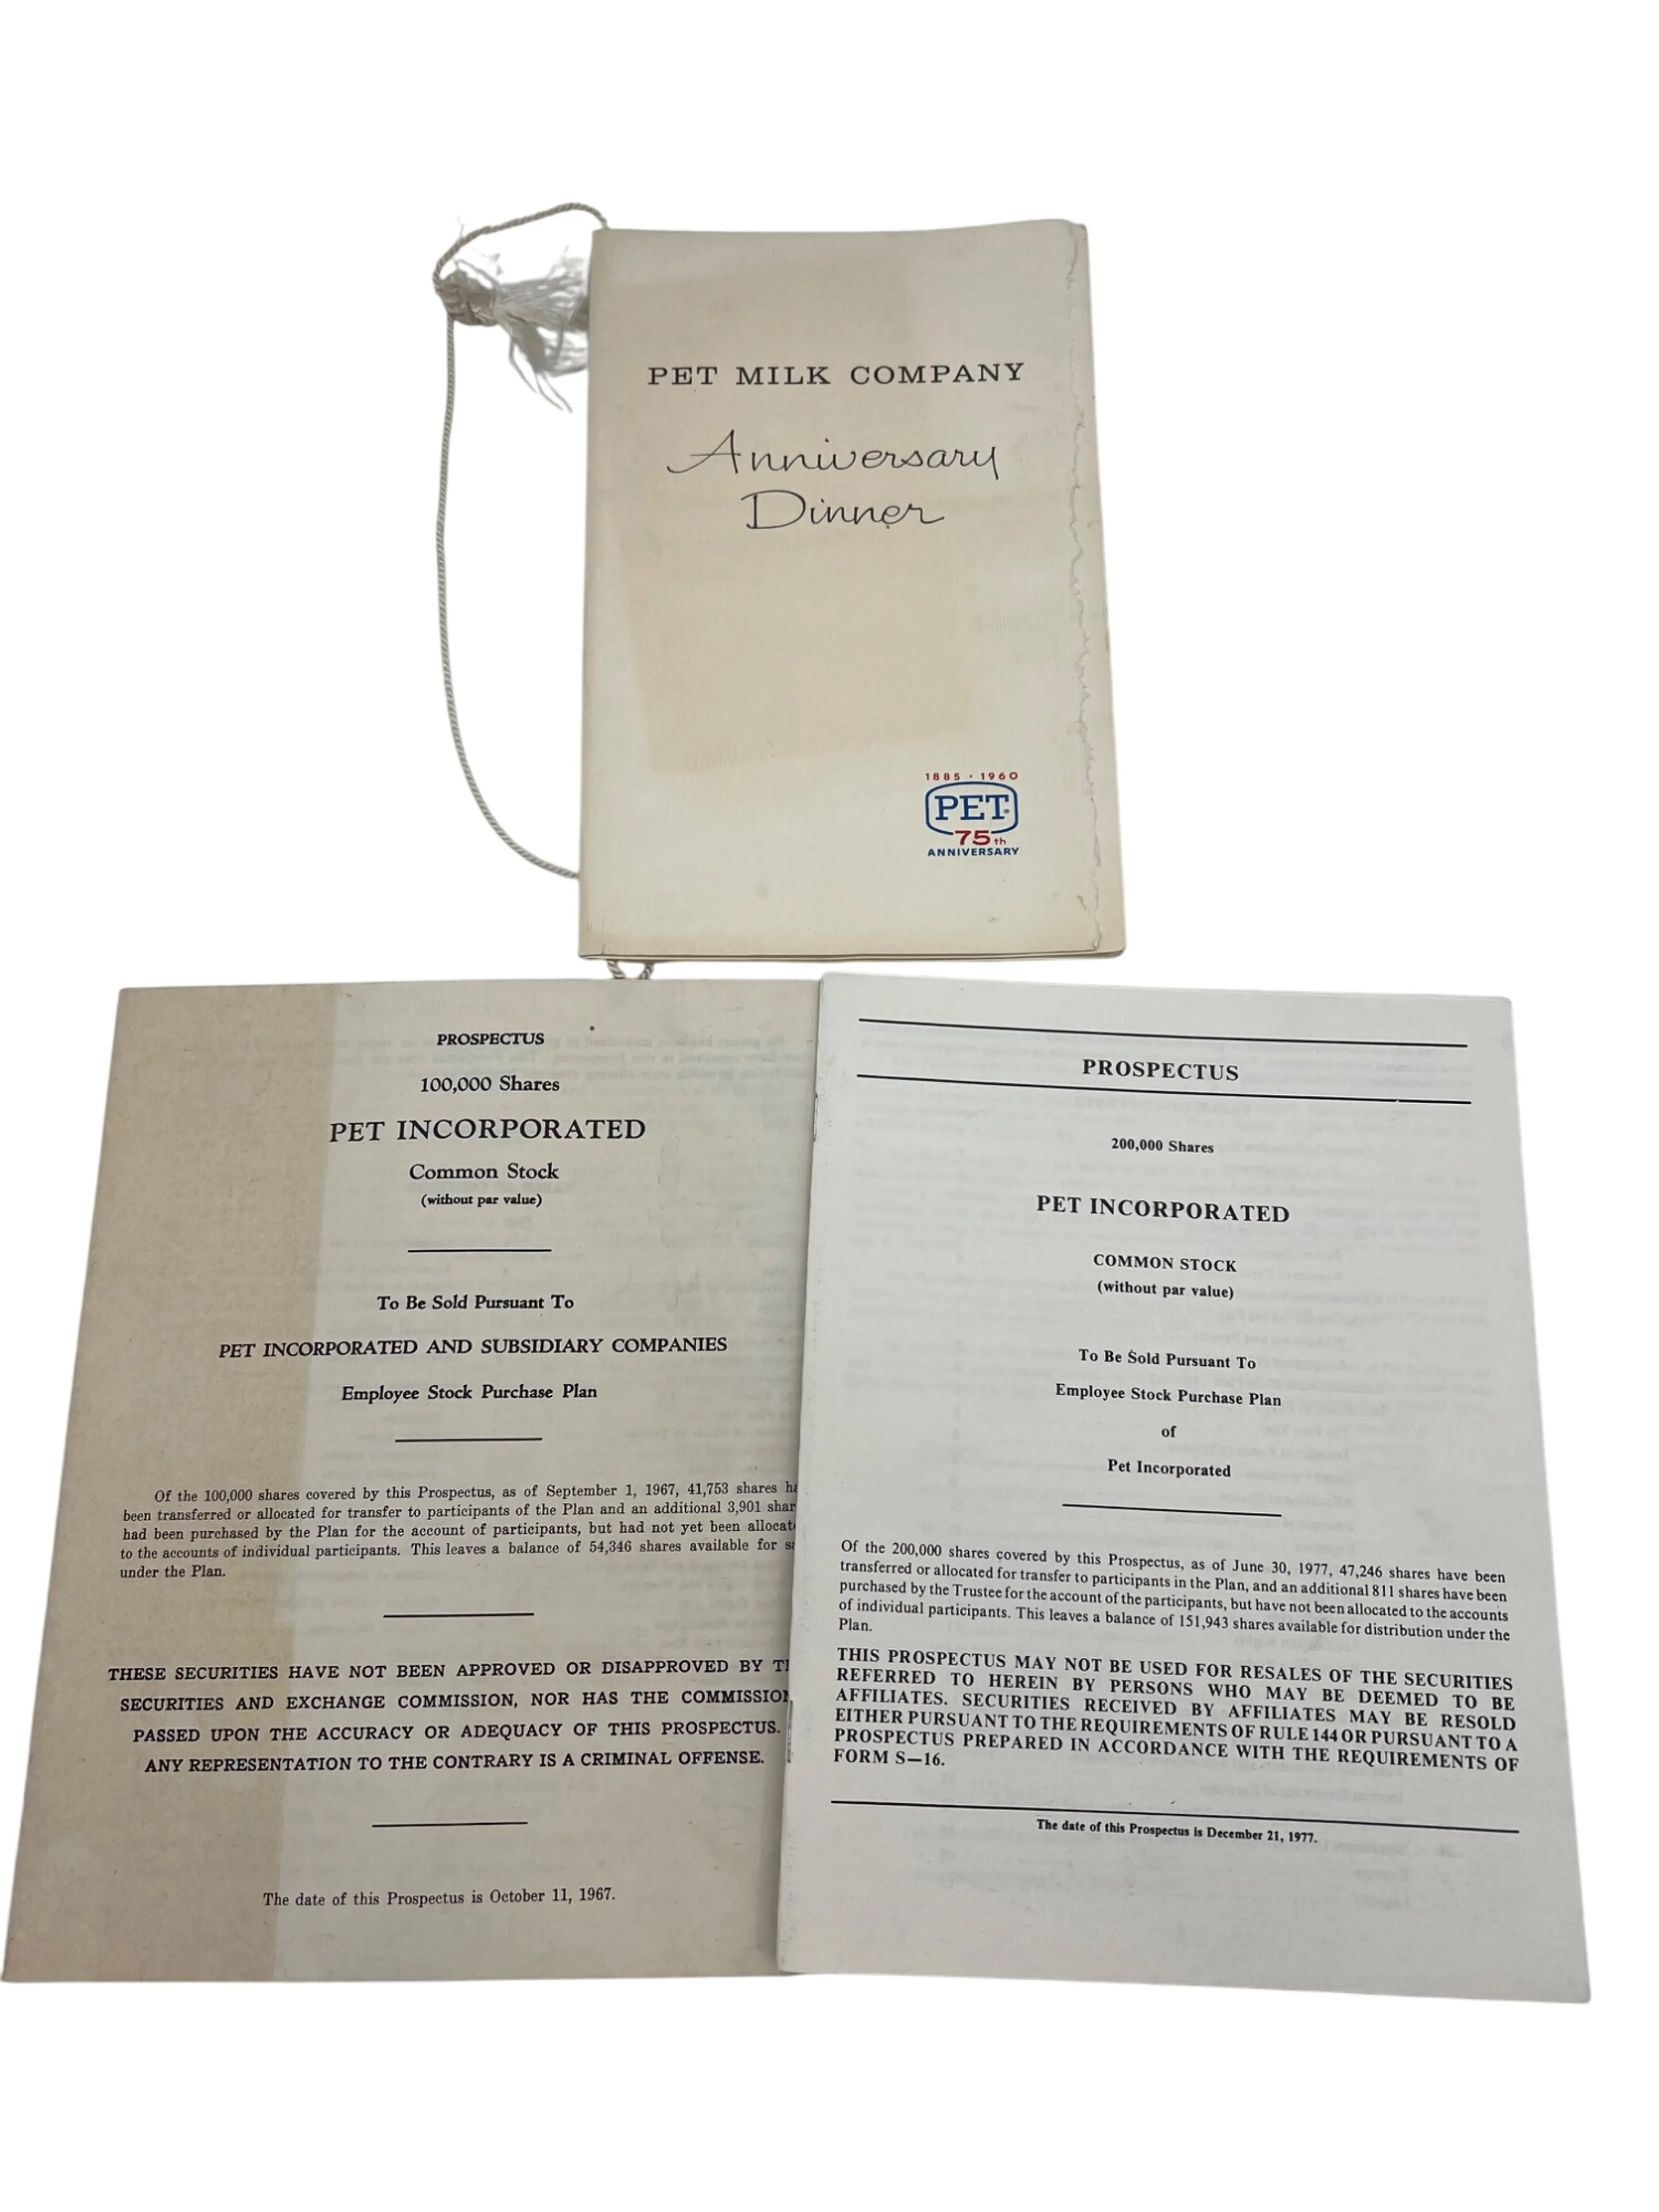 PET MILK COMPANY
Anniversary
Dinner
1885 · 1960
PET
75th
ANNIVERSARY
PROSPECTUS
100,000 Shares
PET INCORPORATED
Common Stock
(without par value)
To Be Sold Pursuant To
PET INCORPORATED AND SUBSIDIARY COMPANIES
Employee Stock Purchase Plan
Of the 100,000 shares covered by this Prospectus, as of September 1, 1967, 41,753 shares
been transferred or allocated for transfer to participants of the Plan and an additional 3,901
had been purchased by the Plan for the account of participants, but had not yet been
to the accounts of individual participants. This leaves a balance of 54,346 shares available for
under the Plan.
THESE SECURITIES HAVE NOT BEEN APPROVED OR DISAPPROVED BY
SECURITIES AND EXCHANGE COMMISSION, NOR HAS THE COMMISSION
PASSED UPON THE ACCURACY OR ADEQUACY OF THIS PROSPECTUS.
ANY REPRESENTATION TO THE CONTRARY IS A CRIMINAL OFFENSE.
The date of this Prospectus is October 11, 1967.
PROSPECTUS
200,000 Shares
PET INCORPORATED
COMMON STOCK
(without par value)
To Be Sold Pursuant To
Employee Stock Purchase Plan
of
Pet Incorporated
Of the 200,000 shares covered by this Prospectus, as of June 30, 1977, 47,246 shares have been
transferred or allocated for transfer to participants in the Plan, and an additional 811 shares have been
purchased by the Trustee for the account of the participants, but have not been allocated to the accounts
of individual participants. This leaves a balance of 151,943 shares available for distribution under the
Plan.
THIS PROSPECTUS MAY NOT BE USED FOR RESALES OF THE SECURITIES
REFERRED TO HEREIN BY PERSONS WHO MAY BE DEEMED TO BE
AFFILIATES. SECURITIES RECEIVED BY AFFILIATES MAY BE RESOLD
EITHER PURSUANT TO THE REQUIREMENTS OF RULE 144 OR PURSUANT TO A
PROSPECTUS PREPARED IN ACCORDANCE WITH THE REQUIREMENTS OF
FORM S—16.
The date of this Prospectus is December 21, 1977.